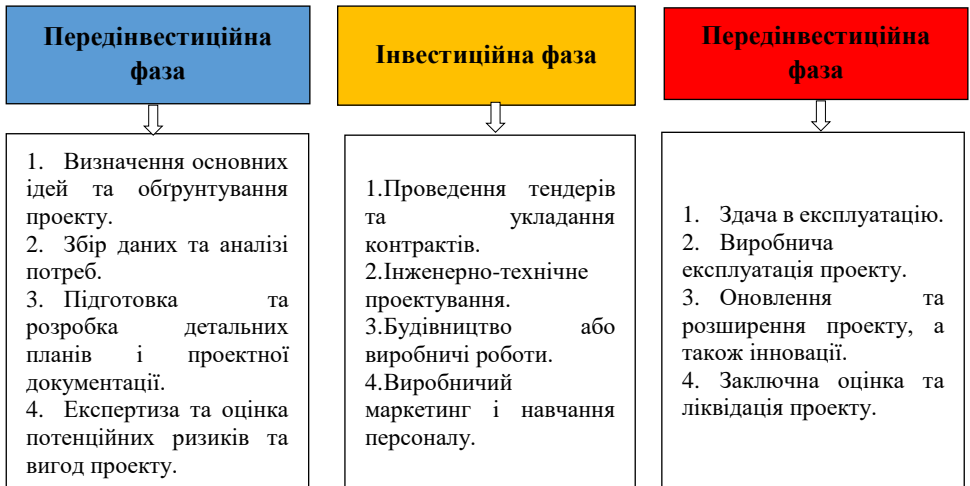 Передінвестиційна
фаза
1. Визначення основних
ідей та обґрунтування
проекту.
2. Збір даних та аналізі
потреб.
3. Підготовка та
розробка детальних
планів і проектної
документації.
4. Експертиза та оцінка
потенційних ризиків та
вигод проекту.
Інвестиційна фаза
1.Проведення тендерів
та укладання
контрактів.
2.Інженерно-технічне
проектування.
3.Будівництво або
виробничі роботи.
4.Виробничий
маркетинг і навчання
персоналу.
Передінвестиційна
фаза
1. Здача в експлуатацію.
2. Виробнича
експлуатація проекту.
3. Оновлення та
розширення проекту, а
також інновації.
4. Заключна оцінка та
ліквідація проекту.